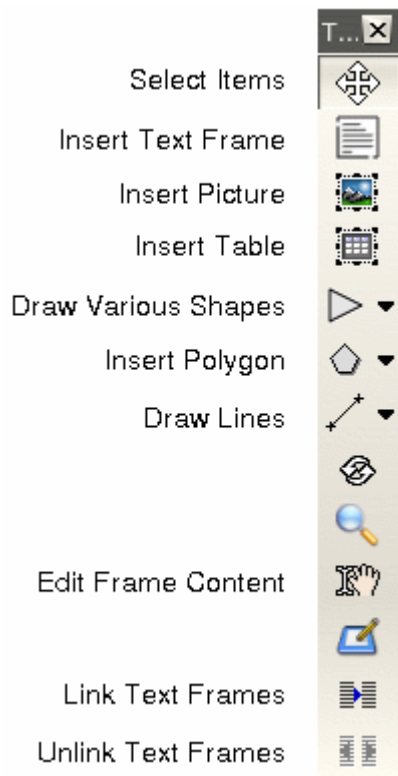 T...
Select Items
Insert Text Frame
Insert Picture
Insert Table
Draw Various Shapes
Insert Polygon
Draw Lines
Edit Frame Content
Link Text Frames
Unlink Text Frames